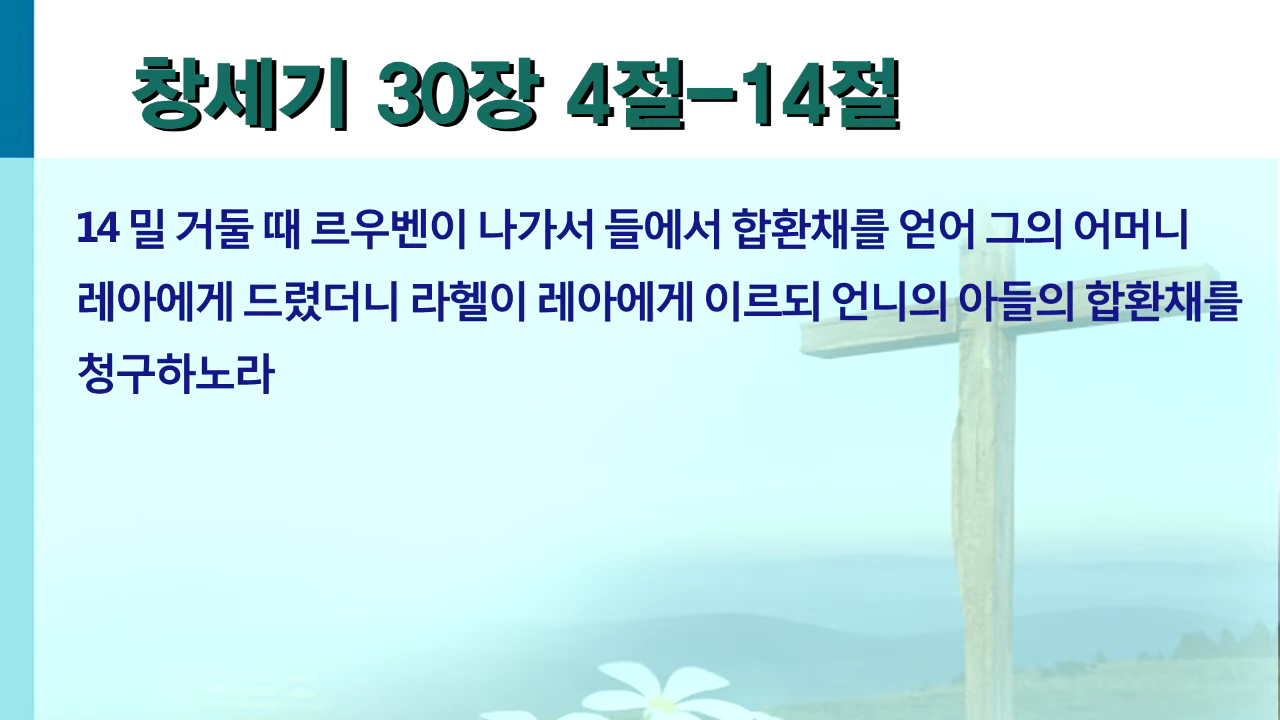 창세기 30장 4절-14절
14 밀 거둘 때 르우벤이 나가서 들에서 합환채를 얻어 그의 어머니
레아에게 드렸더니 라헬이 레아에게 이르되 언니의 아들의 합환채를
청구하노라